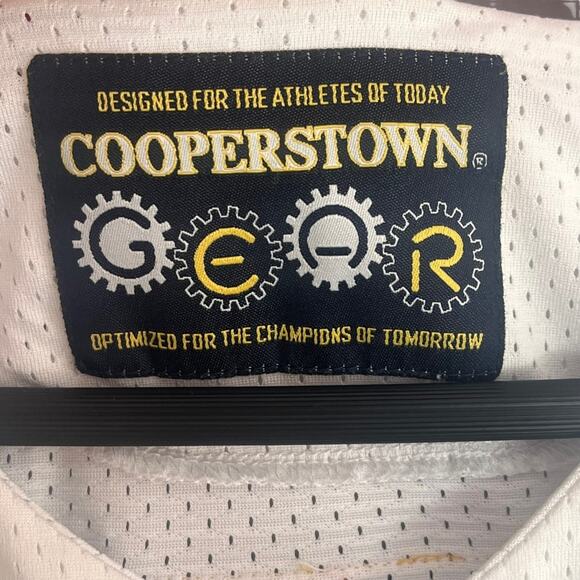 DESIGNED FOR THE ATHLETES OF TODAY
COOPERSTOWN®
GEAR
OPTIMIZED FOR THE CHAMPIONS OF TOMORROW